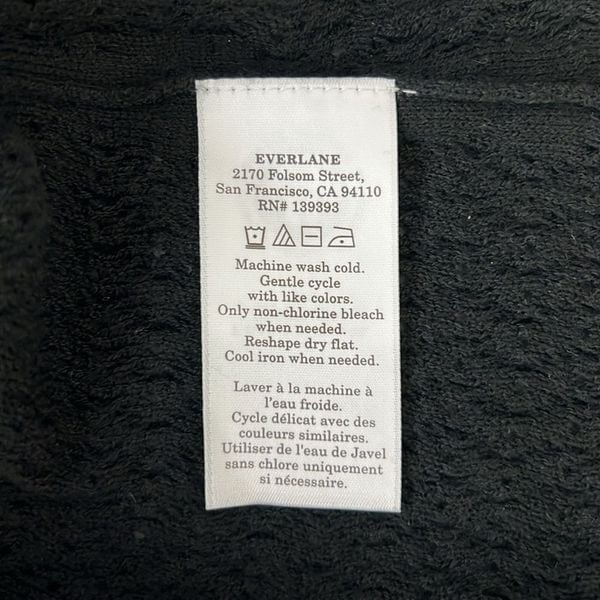 EVERLANE
2170 Folsom Street,
San Francisco, CA 94110
RN# 139393
Machine wash cold.
Gentle cycle
with like colors.
Only non-chlorine bleach
when needed.
Reshape dry flat.
Cool iron when needed.
Laver à la machine à
l'eau froide.
Cycle délicat avec des
couleurs similaires.
Utiliser de l'eau de Javel
sans chlore uniquement
si nécessaire.